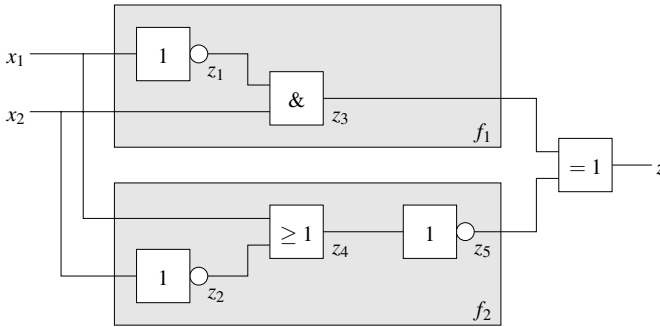 x₁
1
z₁
x₂
&
z₃
f₁
= 1
z
≥ 1
1
z₄
z₅
1
z₂
f₂